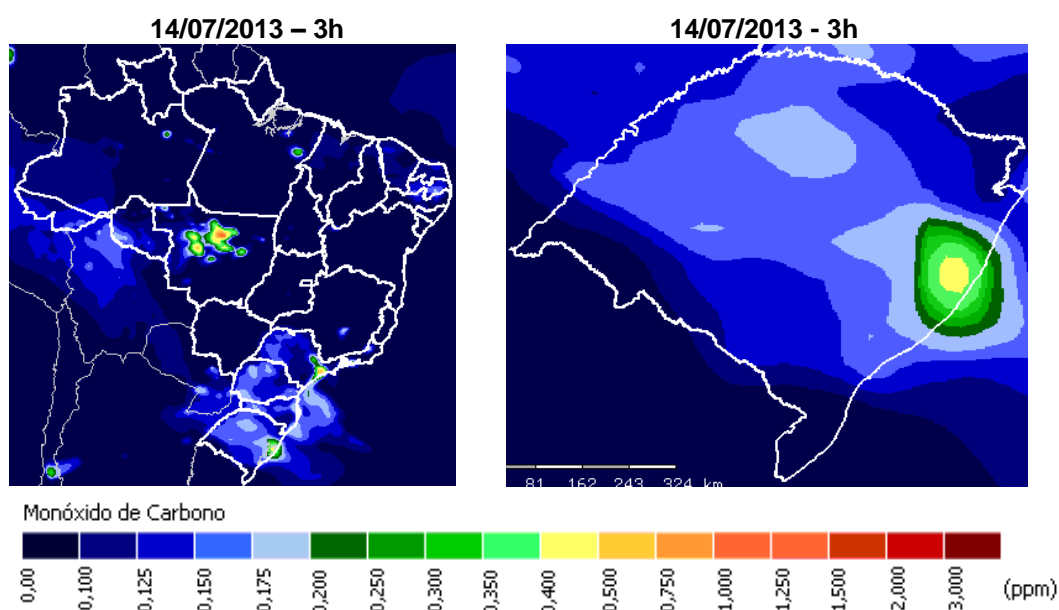 14/07/2013 – 3h
14/07/2013 - 3h
81 162 243 324 km
Monóxido de Carbono
0,00 0,100 0,125 0,150 0,175 0,200 0,250 0,300 0,350 0,400 0,500 0,750 1,000 1,250 1,500 2,000 3,000 (ppm)